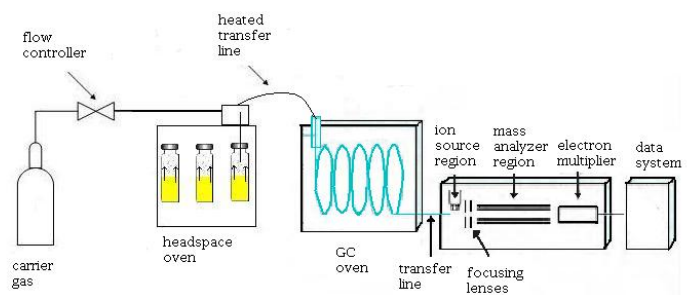 heated
transfer
line
flow
controller
ion
source
region
mass
analyzer
region
electron
multiplier
data
system
headspace
oven
GC
oven
carrier
gas
transfer
line
focusing
lenses